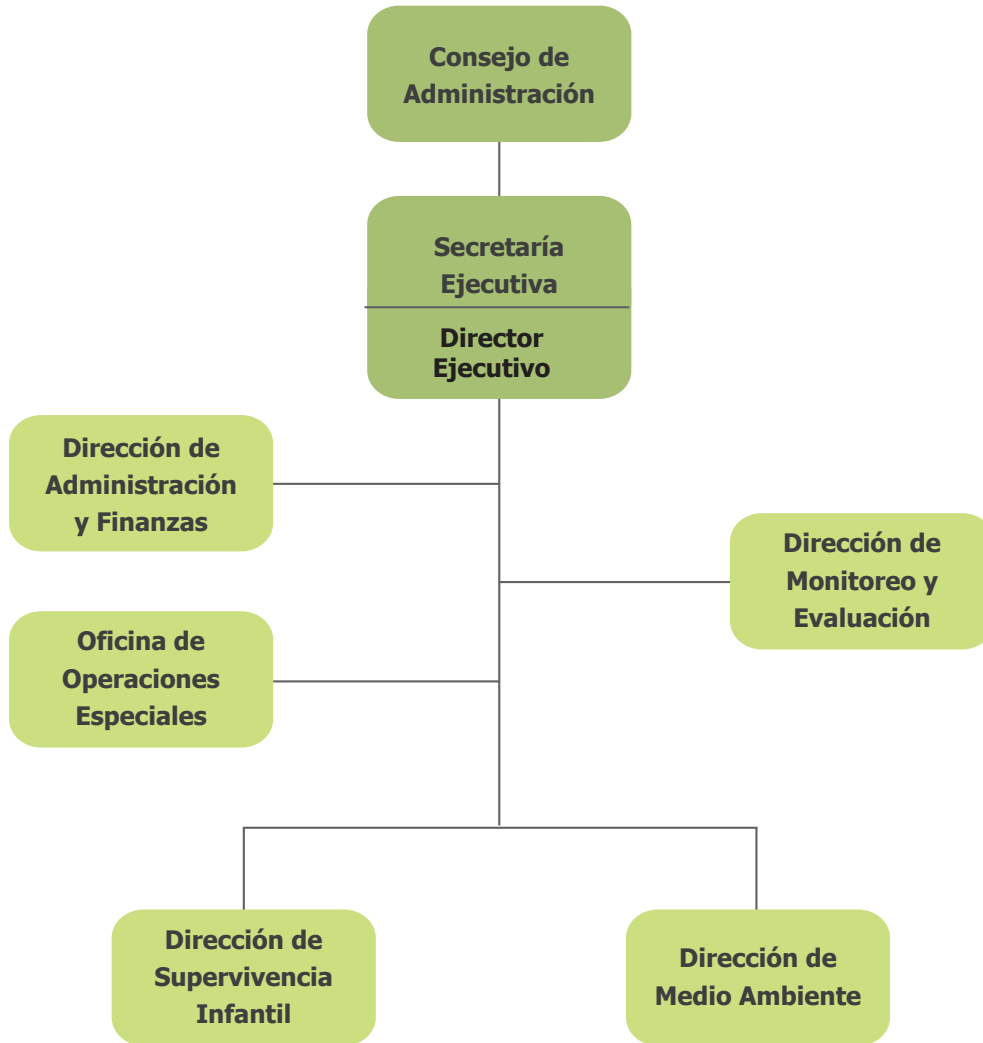 Consejo de
Administración
Secretaría
Ejecutiva
Director
Ejecutivo
Dirección de
Administración
y Finanzas
Dirección de
Monitoreo y
Evaluación
Oficina de
Operaciones
Especiales
Dirección de
Supervivencia
Infantil
Dirección de
Medio Ambiente